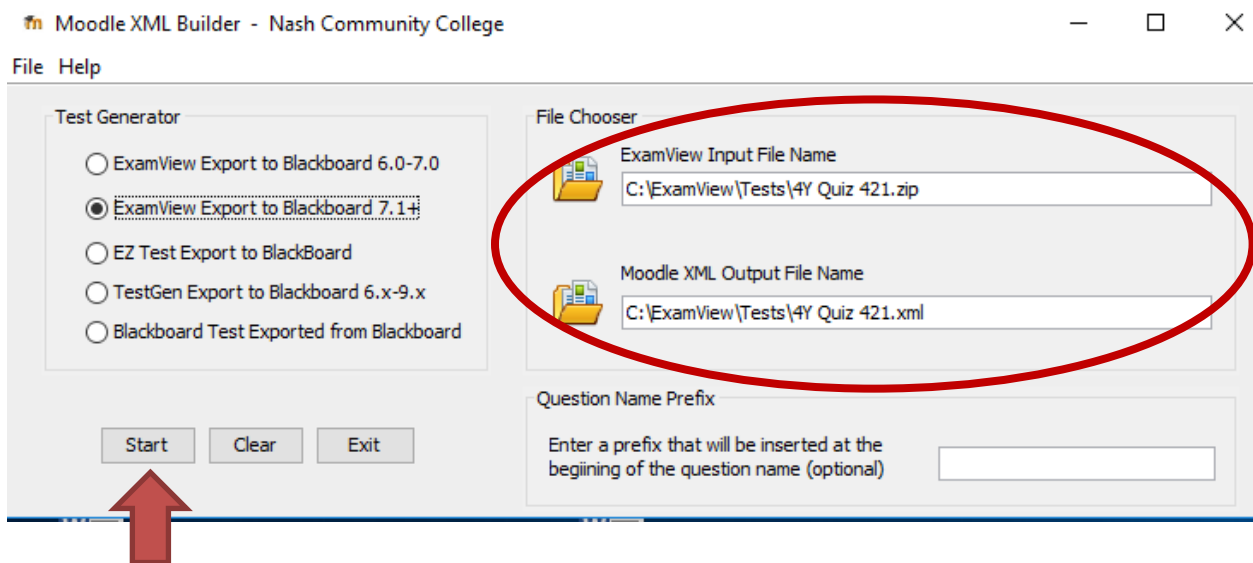 Moodle XML Builder - Nash Community College
File Help
Test Generator
ExamView Export to Blackboard 6.0-7.0
ExamView Export to Blackboard 7.1+
EZ Test Export to BlackBoard
TestGen Export to Blackboard 6.x-9.x
Blackboard Test Exported from Blackboard
Start Clear Exit
File Chooser
ExamView Input File Name
C:\ExamView\Tests\4Y Quiz 421.zip
Moodle XML Output File Name
C:\ExamView\Tests\4Y Quiz 421.xml
Question Name Prefix
Enter a prefix that will be inserted at the
begiining of the question name (optional)